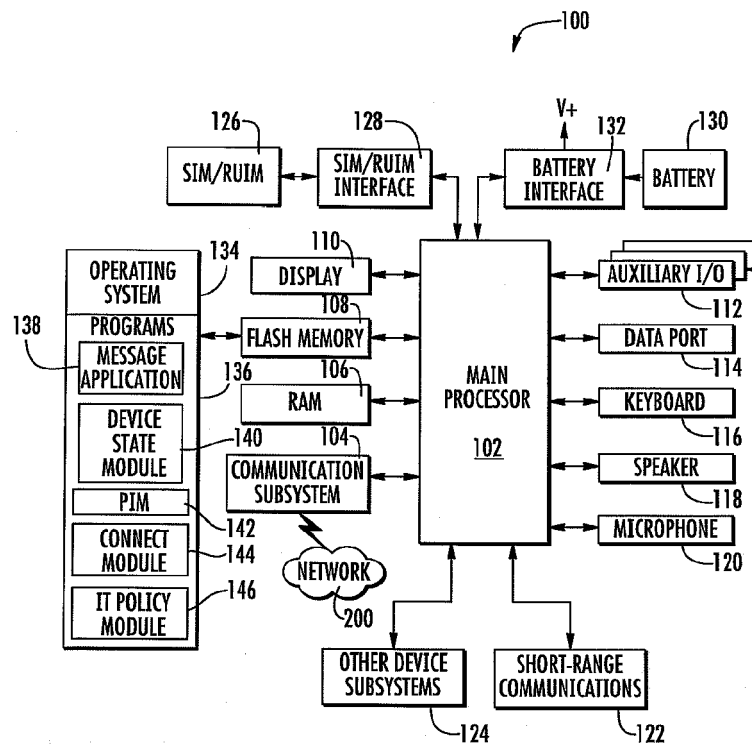 100
V+
126
128
132
130
SIM/RUIM
SIM/RUIM
INTERFACE
BATTERY
INTERFACE
BATTERY
OPERATING
SYSTEM
134
110
DISPLAY
AUXILIARY I/O
112
PROGRAMS
138
MESSAGE
APPLICATION
136
108
FLASH MEMORY
MAIN
PROCESSOR
102
DATA PORT
114
106
RAM
KEYBOARD
116
DEVICE
STATE
MODULE
140
104
COMMUNICATION
SUBSYSTEM
SPEAKER
118
PIM
142
MICROPHONE
120
CONNECT
MODULE
144
NETWORK
200
IT POLICY
MODULE
146
OTHER DEVICE
SUBSYSTEMS
124
SHORT-RANGE
COMMUNICATIONS
122